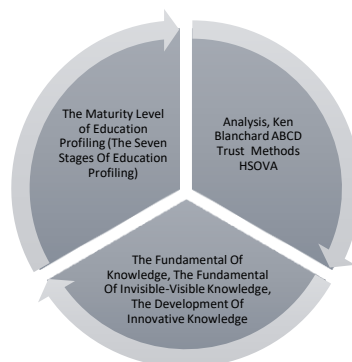 The Maturity Level
of Education
Profiling (The Seven
Stages Of Education
Profiling)
Analysis, Ken
Blanchard ABCD
Trust Methods
HSOVA
The Fundamental Of
Knowledge, The Fundamental
Of Invisible-Visible Knowledge,
The Development Of
Innovative Knowledge